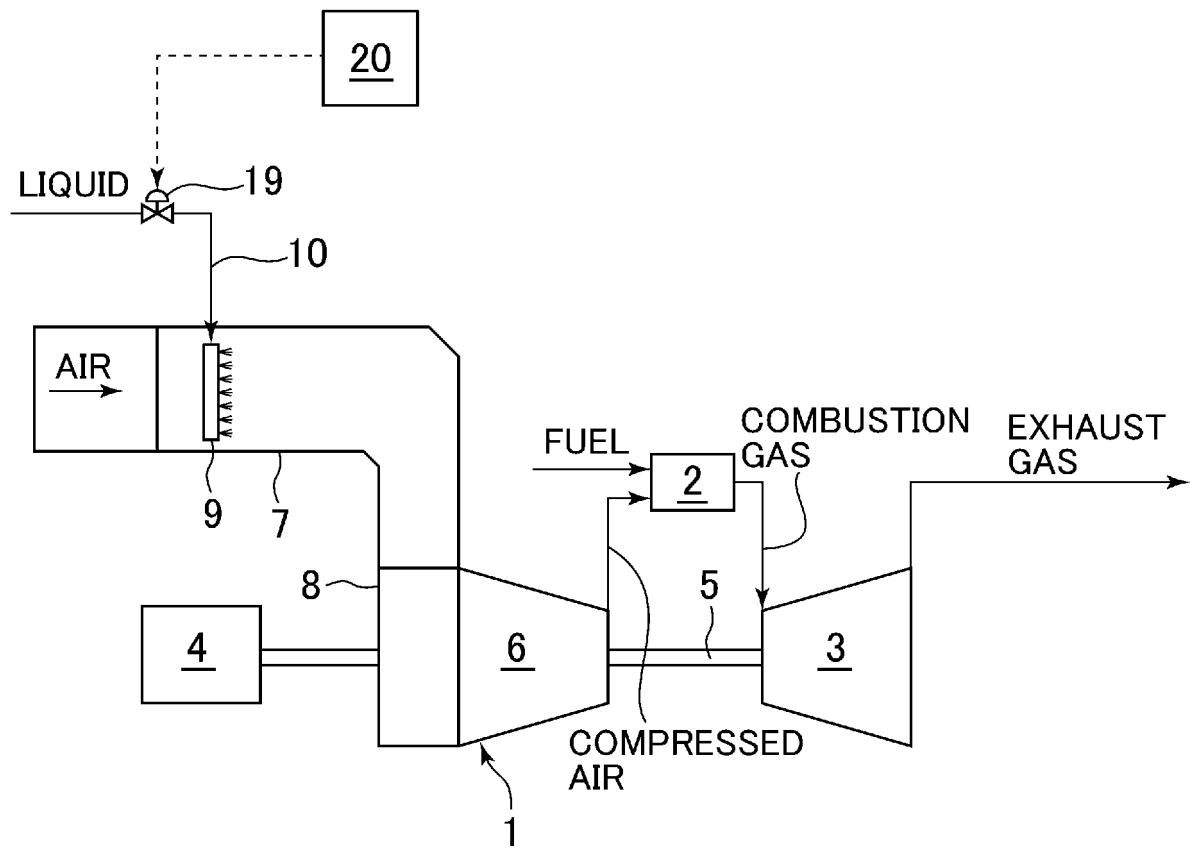 20
LIQUID
19
10
AIR
9
7
FUEL
2
COMBUSTION
GAS
EXHAUST
GAS
8
4
6
5
3
COMPRESSED
AIR
1